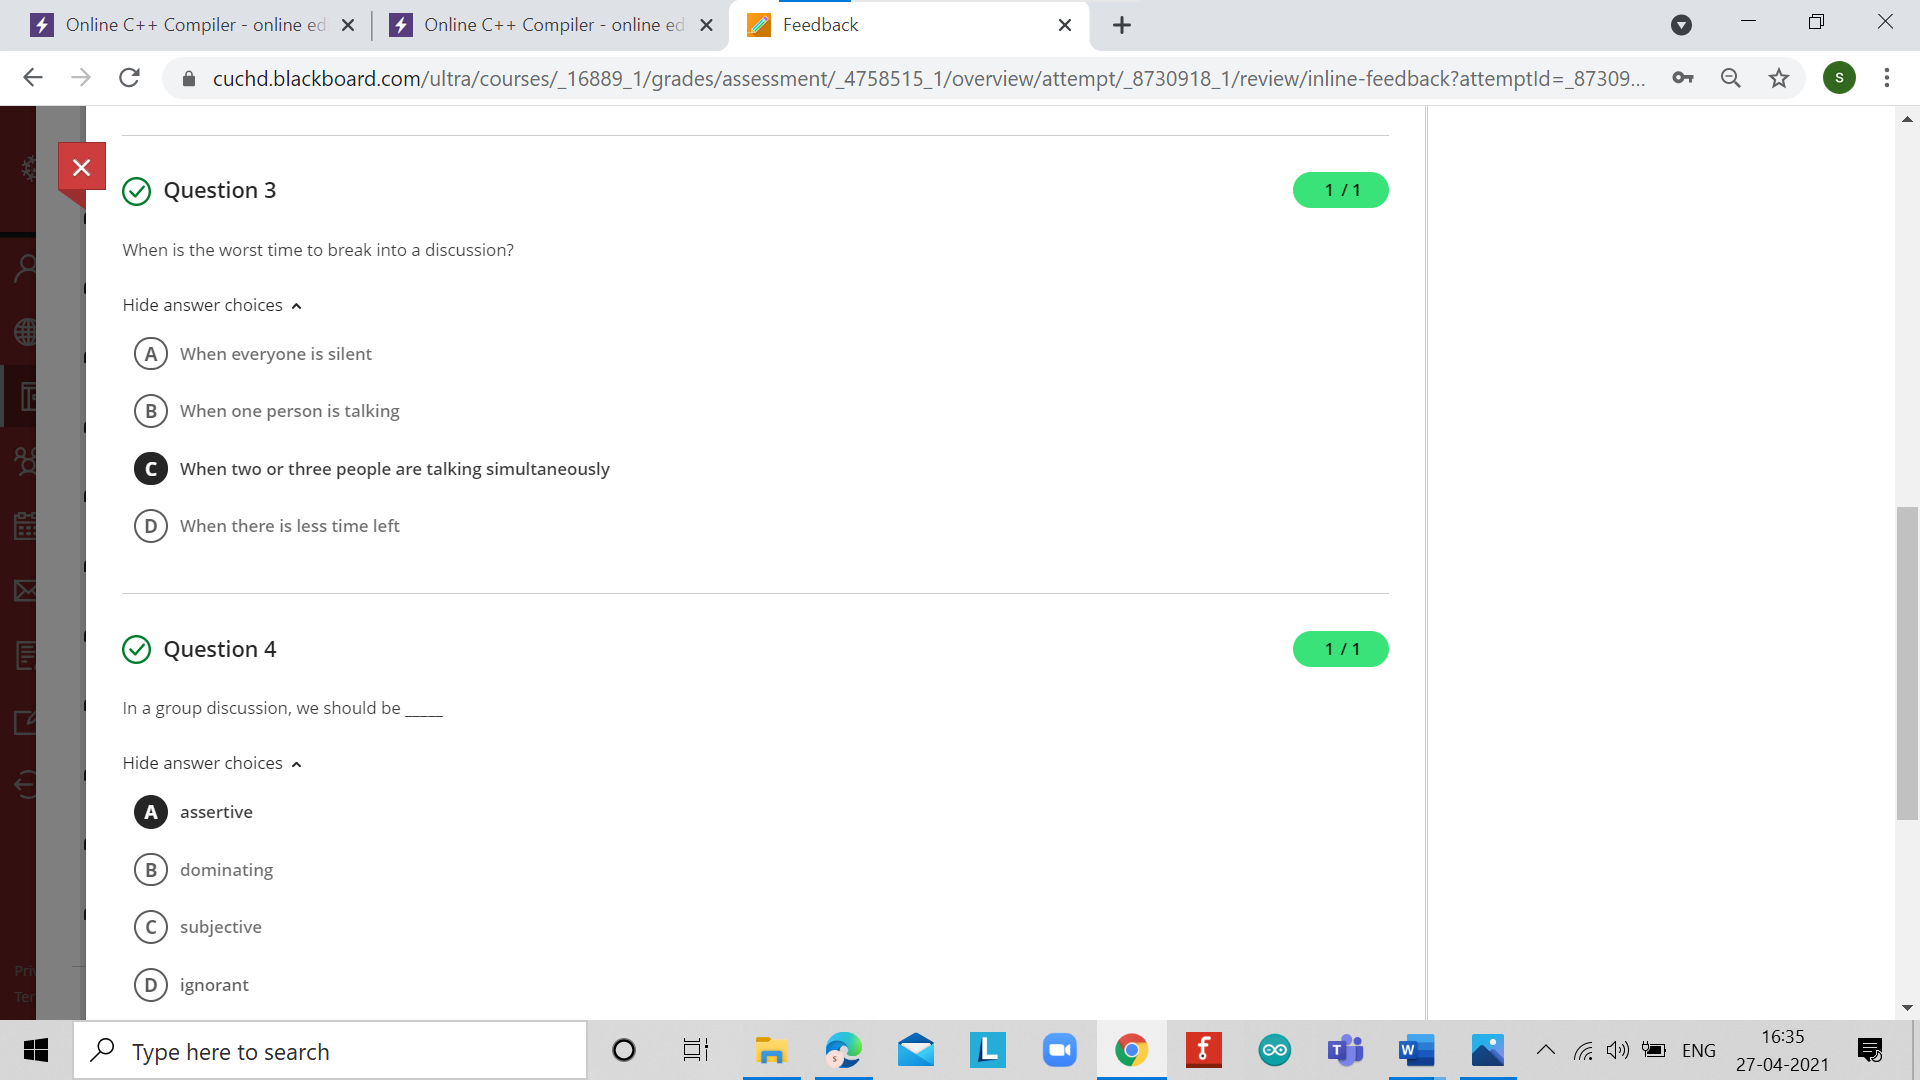 Online C++ Compiler - online ed
Online C++ Compiler - online ed
Feedback
cuchd.blackboard.com/ultra/courses/_16889_1/grades/assessment/_4758515_1/overview/attempt/_8730918_1/review/inline-feedback?attemptId=_87309...
S
Question 3
1 / 1
When is the worst time to break into a discussion?
Hide answer choices
A When everyone is silent
B When one person is talking
C When two or three people are talking simultaneously
D When there is less time left
Question 4
1 / 1
In a group discussion, we should be _____
Hide answer choices
A assertive
B dominating
C subjective
D ignorant
Priv
Ter
Type here to search
ENG
16:35
27-04-2021